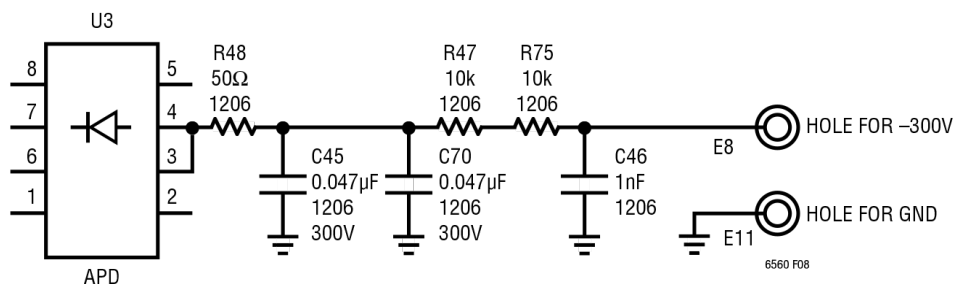 U3
8
7
6
1
5
4
3
2
APD
R48
50Ω
1206
C45
0.047µF
1206
300V
C70
0.047µF
1206
300V
R47
10k
1206
R75
10k
1206
C46
1nF
1206
E8
HOLE FOR –300V
E11
HOLE FOR GND
6560 F08